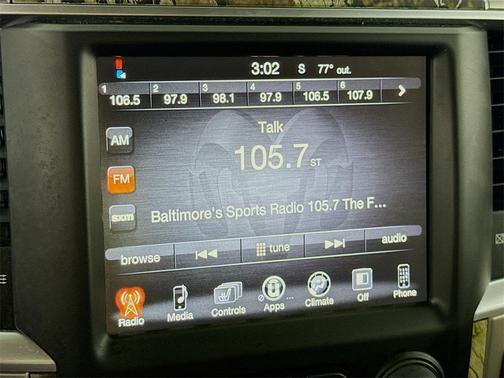 3:02 S 77° out.
1 2 3 4 5 6
106.5 97.9 98.1 97.9 106.5 107.9
AM
Talk
105.7 ST
FM
sxm
Baltimore's Sports Radio 105.7 The F...
browse tune audio
Radio Media Controls Apps ... Climate Off Phone